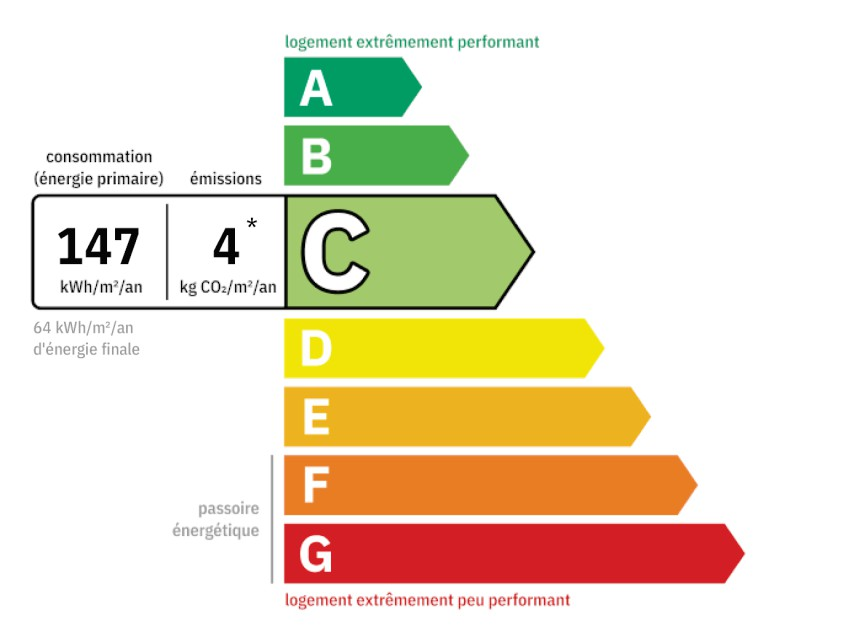 logement extrêmement performant
A
B
consommation
(énergie primaire)
émissions
147
4*
kWh/m²/an
kg CO₂/m²/an
C
64 kWh/m²/an
d'énergie finale
D
E
F
passoire
énergétique
G
logement extrêmement peu performant